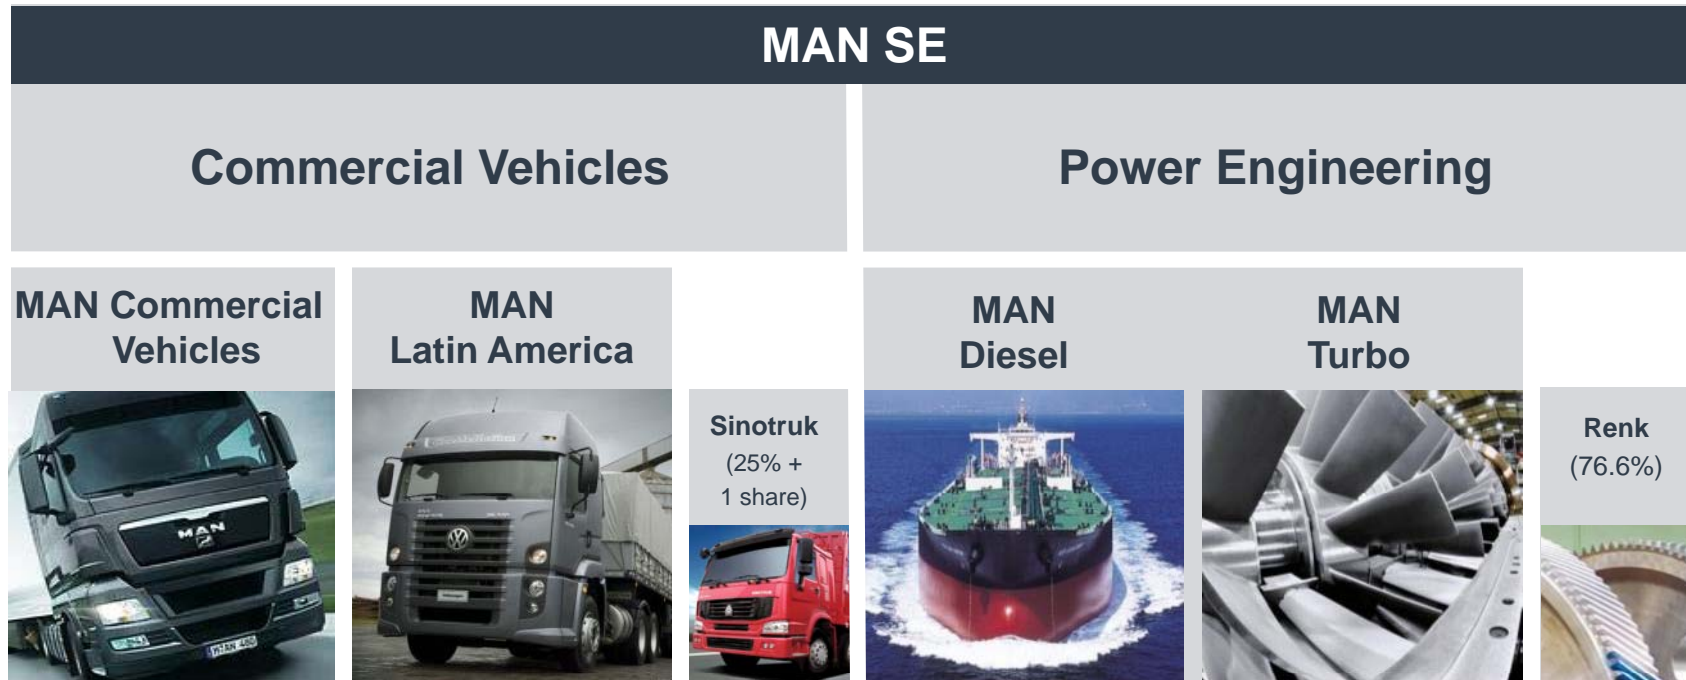 MAN SE
Commercial Vehicles
Power Engineering
MAN Commercial
Vehicles
MAN
Latin America
Sinotruk
(25% +
1 share)
MAN
Diesel
MAN
Turbo
Renk
(76.6%)
MAN